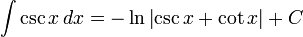 ∫ csc x dx = − ln |csc x + cot x| + C